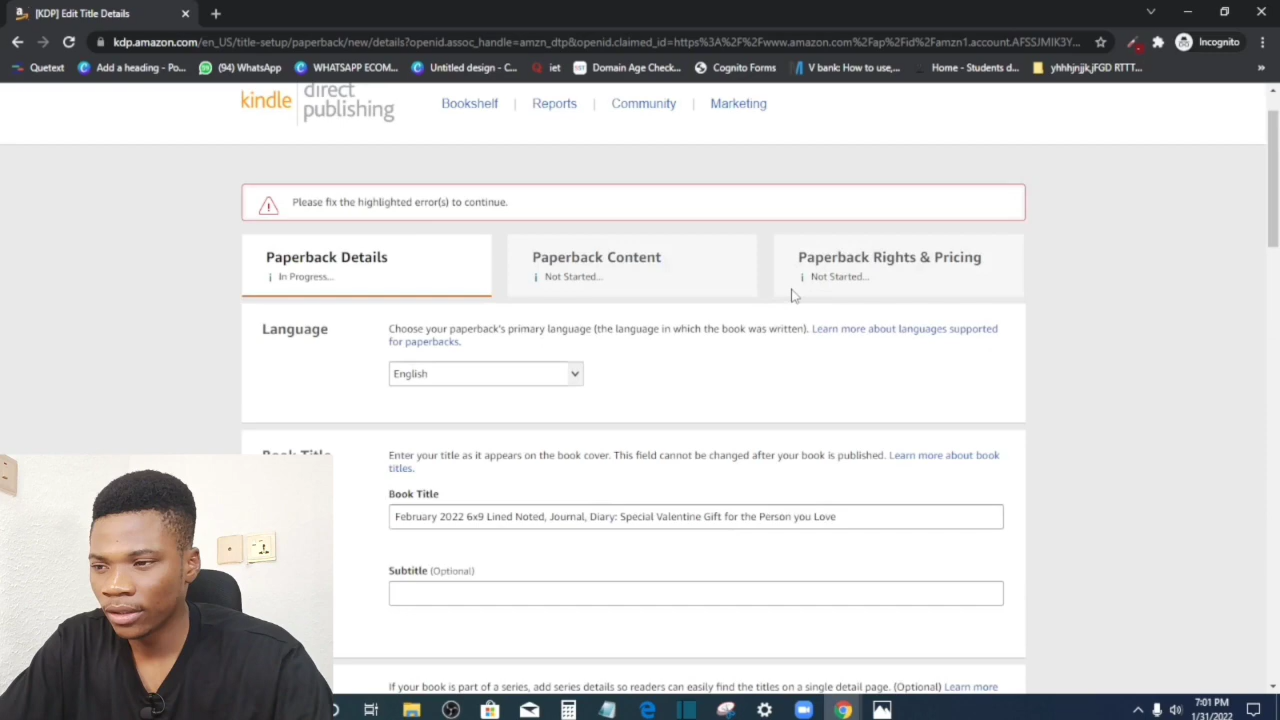 [KDP] Edit Title Details
kdp.amazon.com/en_US/title-setup/paperback/new/details?openid.assoc_handle=amzn_dtp&openid.claimed_id=https%3A%2F%2Fwww.amazon.com%2Fap%2Fid%2Famzn1.account.AFSSJMIK3Y...
Incognito
Quetext
Add a heading - Po...
(94) WhatsApp
WHATSAPP ECOM...
Untitled design - C...
iet
Domain Age Check...
Cognito Forms
V bank: How to use,...
Home - Students d...
yhhhjnjjk,jFGD RTTT...
kindle direct publishing
Bookshelf | Reports | Community | Marketing
Please fix the highlighted error(s) to continue.
Paperback Details
In Progress...
Paperback Content
Not Started...
Paperback Rights & Pricing
Not Started...
Language
Choose your paperback's primary language (the language in which the book was written). Learn more about languages supported
for paperbacks.
English
Book Title
Enter your title as it appears on the book cover. This field cannot be changed after your book is published. Learn more about book
titles.
Book Title
February 2022 6x9 Lined Noted, Journal, Diary: Special Valentine Gift for the Person you Love
Subtitle (Optional)
If your book is part of a series, add series details so readers can easily find the titles on a single detail page. (Optional) Learn more
7:01 PM
1/31/2022